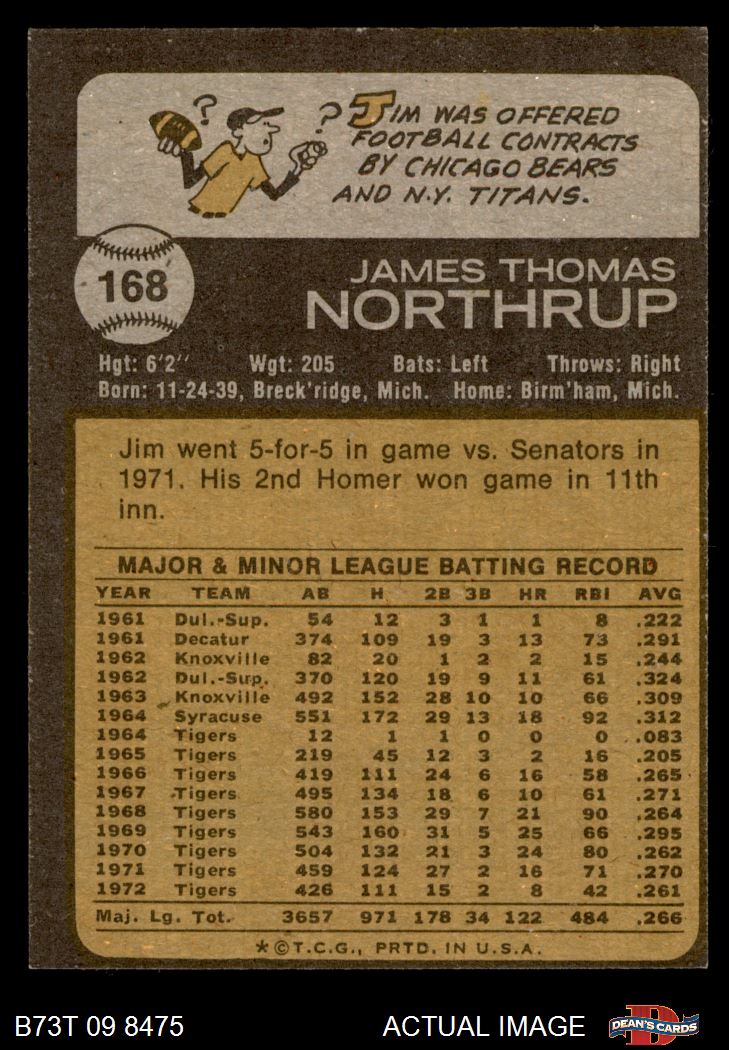 ? ? JIM WAS OFFERED
FOOTBALL CONTRACTS
BY CHICAGO BEARS
AND N.Y. TITANS.
168
JAMES THOMAS
NORTHRUP
Hgt: 6'2" Wgt: 205 Bats: Left Throws: Right
Born: 11-24-39, Breck'ridge, Mich. Home: Birm'ham, Mich.
Jim went 5-for-5 in game vs. Senators in
1971. His 2nd Homer won game in 11th
inn.
MAJOR & MINOR LEAGUE BATTING RECORD
YEAR TEAM AB H 2B 3B HR RBI AVG
1961 Dul.-Sup. 54 12 3 1 1 8 .222
1961 Decatur 374 109 19 3 13 73 .291
1962 Knoxville 82 20 1 2 2 15 .244
1962 Dul.-Sup. 370 120 19 9 11 61 .324
1963 Knoxville 492 152 28 10 10 66 .309
1964 Syracuse 551 172 29 13 18 92 .312
1964 Tigers 12 1 1 0 0 0 .083
1965 Tigers 219 45 12 3 2 16 .205
1966 Tigers 419 111 24 6 16 58 .265
1967 Tigers 495 134 18 6 10 61 .271
1968 Tigers 580 153 29 7 21 90 .264
1969 Tigers 543 160 31 5 25 66 .295
1970 Tigers 504 132 21 3 24 80 .262
1971 Tigers 459 124 27 2 16 71 .270
1972 Tigers 426 111 15 2 8 42 .261
Maj. Lg. Tot. 3657 971 178 34 122 484 .266
*©T.C.G., PRTD. IN U.S.A.
B73T 09 8475 ACTUAL IMAGE D DEAN'S CARDS